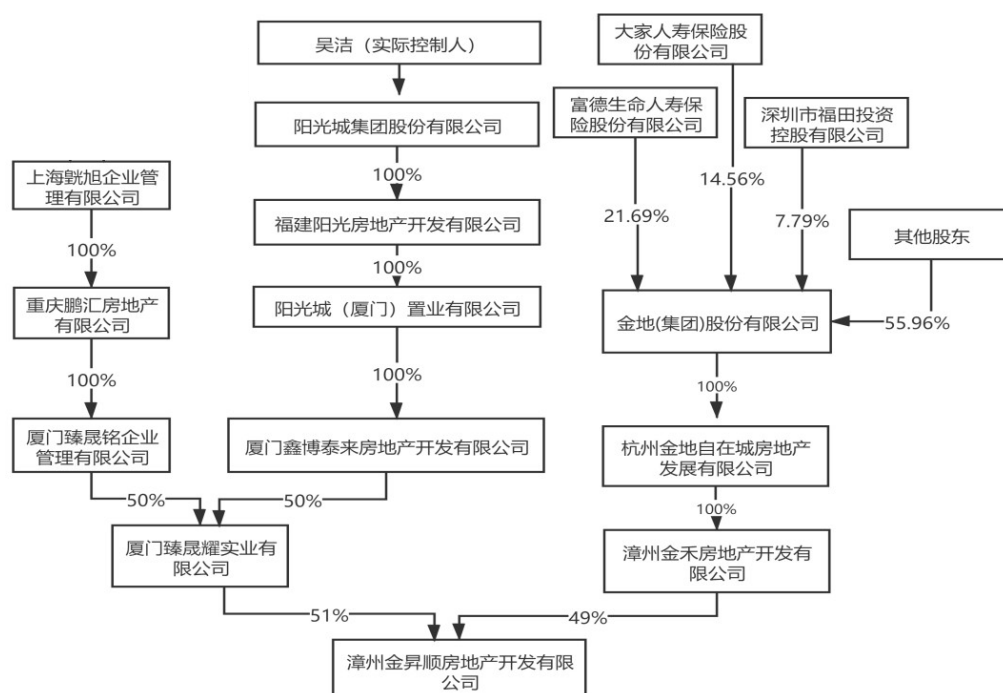 吴洁（实际控制人）
大家人寿保险股
份有限公司
富德生命人寿保
险股份有限公司
深圳市福田投资
控股有限公司
阳光城集团股份有限公司
上海戣旭企业管
理有限公司
100%
14.56%
21.69%
7.79%
福建阳光房地产开发有限公司
其他股东
100%
100%
重庆鹏汇房地产
有限公司
阳光城（厦门）置业有限公司
金地(集团)股份有限公司
55.96%
100%
100%
100%
厦门臻晟铭企业
管理有限公司
厦门鑫博泰来房地产开发有限公司
杭州金地自在城房地产
发展有限公司
50%
50%
100%
厦门臻晟耀实业有
限公司
漳州金禾房地产开发有
限公司
51%
49%
漳州金昇顺房地产开发有限
公司